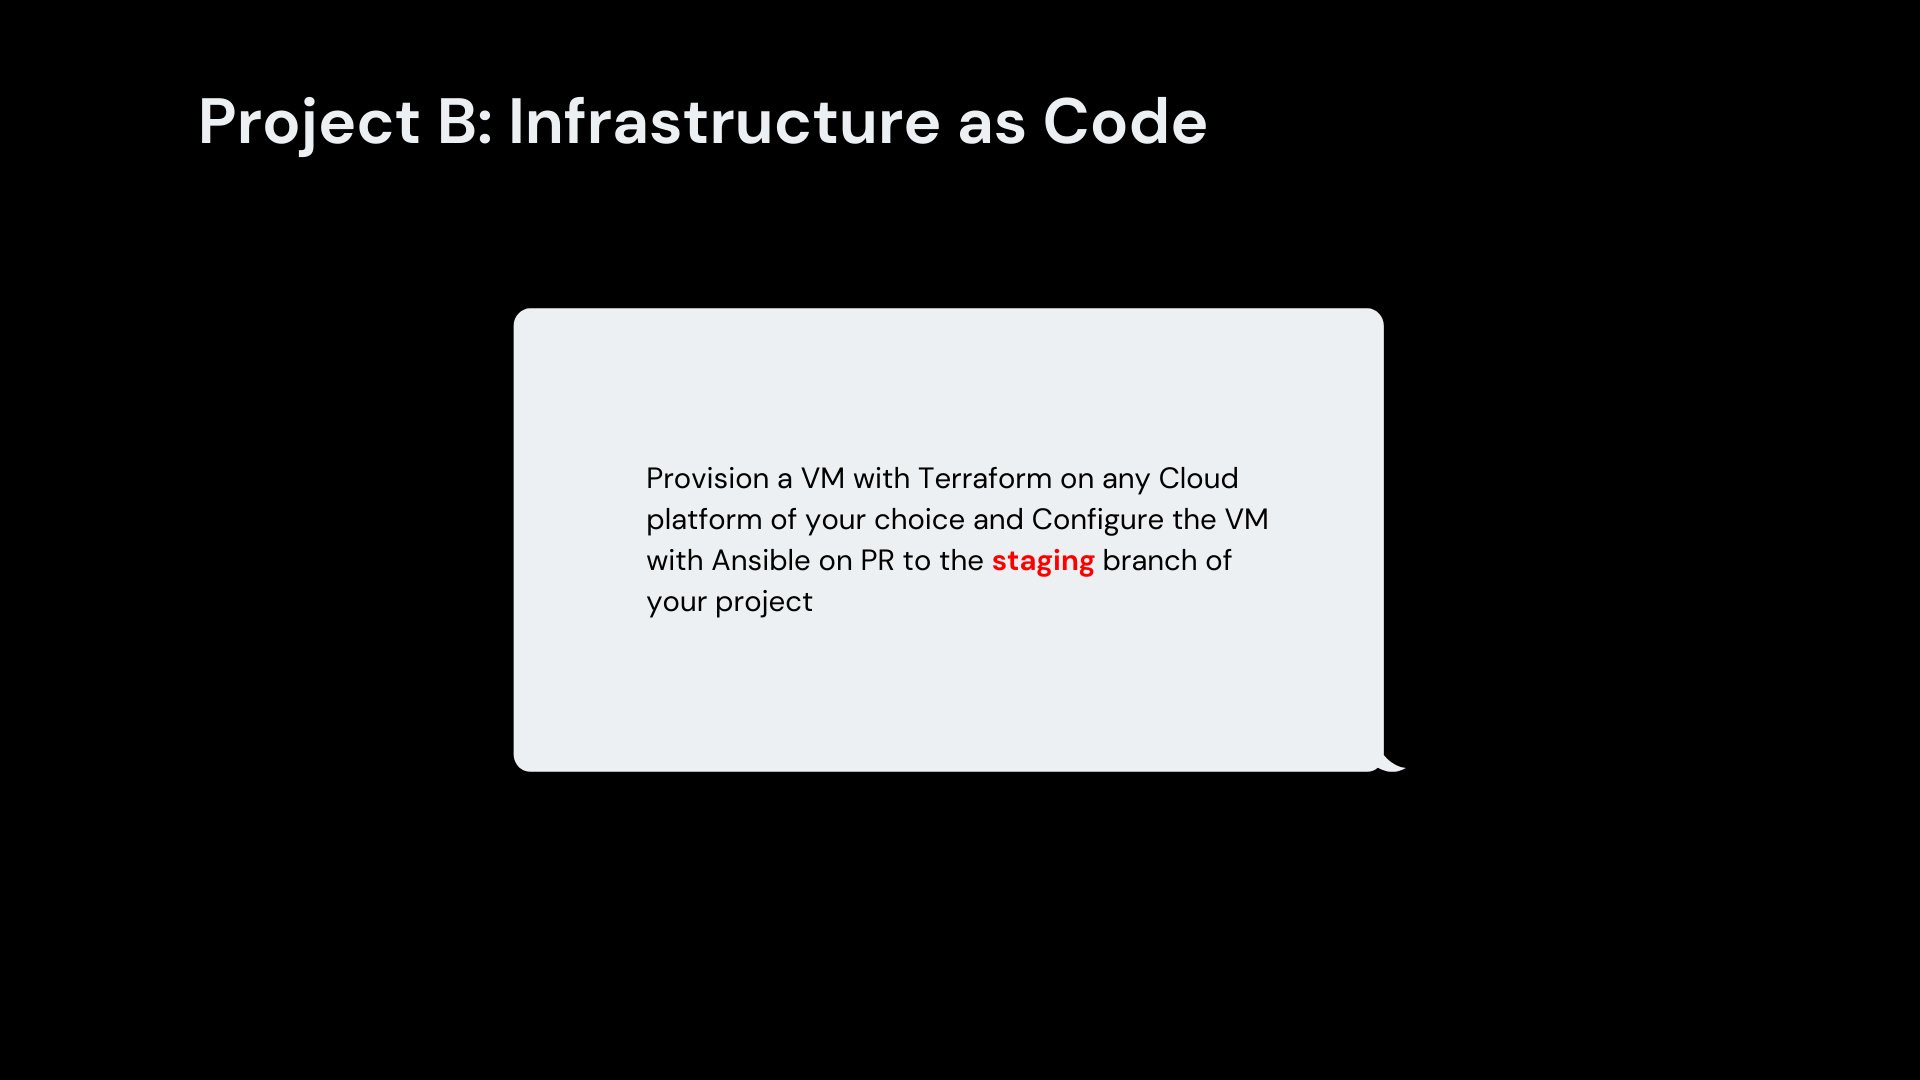 Project B: Infrastructure as Code
Provision a VM with Terraform on any Cloud
platform of your choice and Configure the VM
with Ansible on PR to the staging branch of
your project